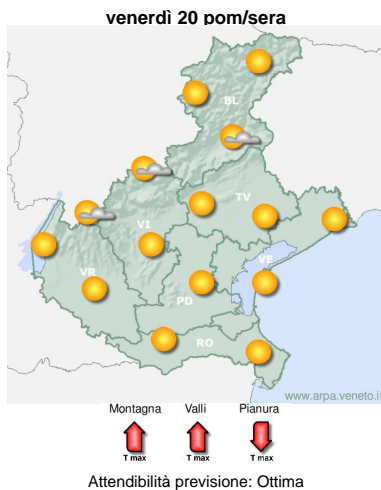 venerdì 20 pom/sera
BL
TV
VI
VE
VR
PD
RO
www.arpa.veneto.it
Montagna Valli Pianura
T max T max T max
Attendibilità previsione: Ottima